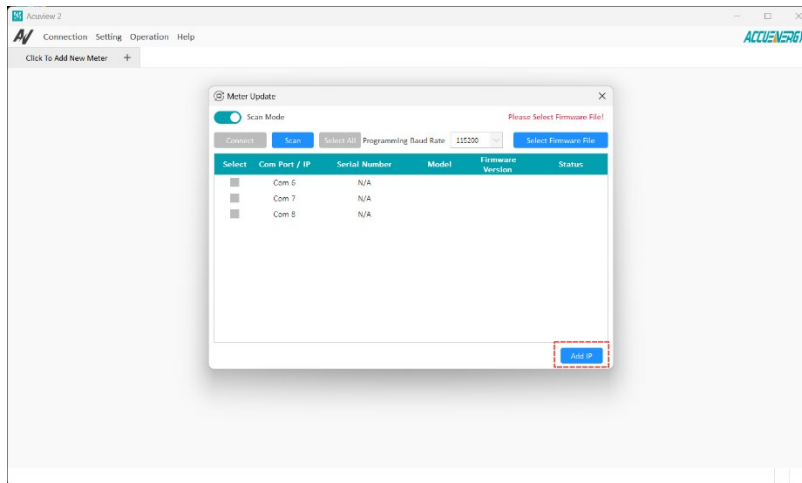 Acuview 2
Connection Setting Operation Help
ACCUENERGY
Click To Add New Meter +
Meter Update
Scan Mode
Please Select Firmware File!
Connect Scan Select All Programming Baud Rate 115200 Select Firmware File
Select Com Port / IP Serial Number Model Firmware Version Status
Com 6 N/A
Com 7 N/A
Com 8 N/A
Add IP